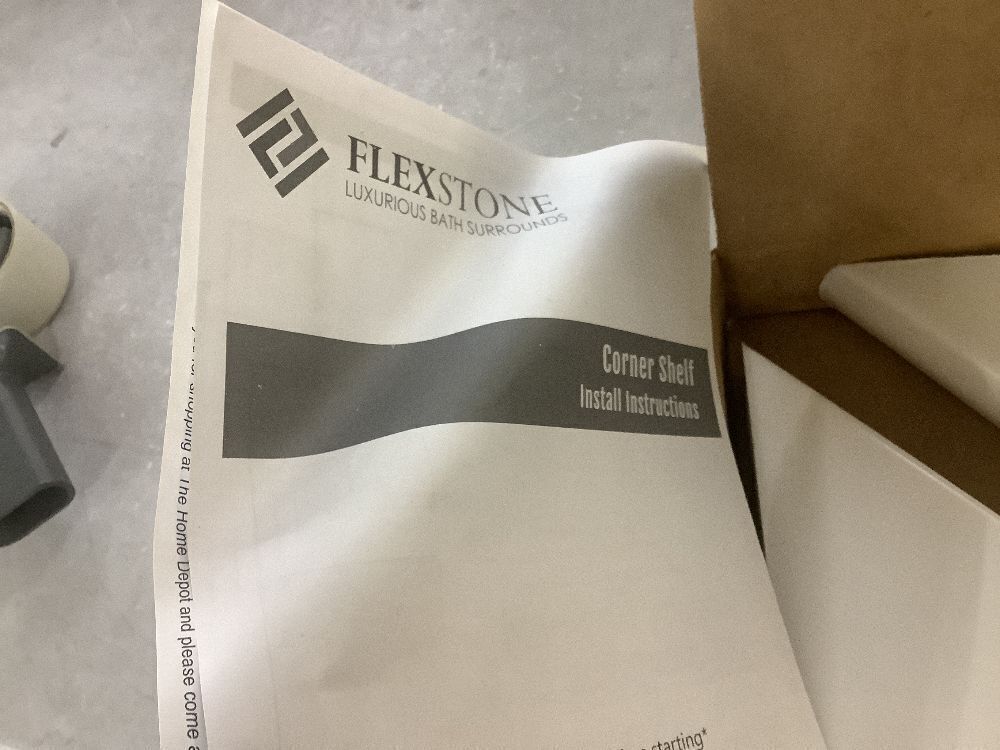 FLEXSTONE
LUXURIOUS BATH SURROUNDS
Corner Shelf
Install Instructions
shopping at The Home Depot and please come
starting*